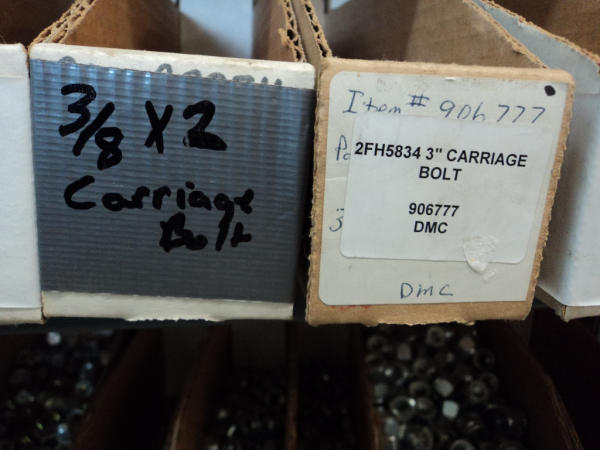 3/8 X 2
Carriage
Bolt
Item # 906777
2FH5834 3" CARRIAGE
BOLT
906777
DMC
DMC